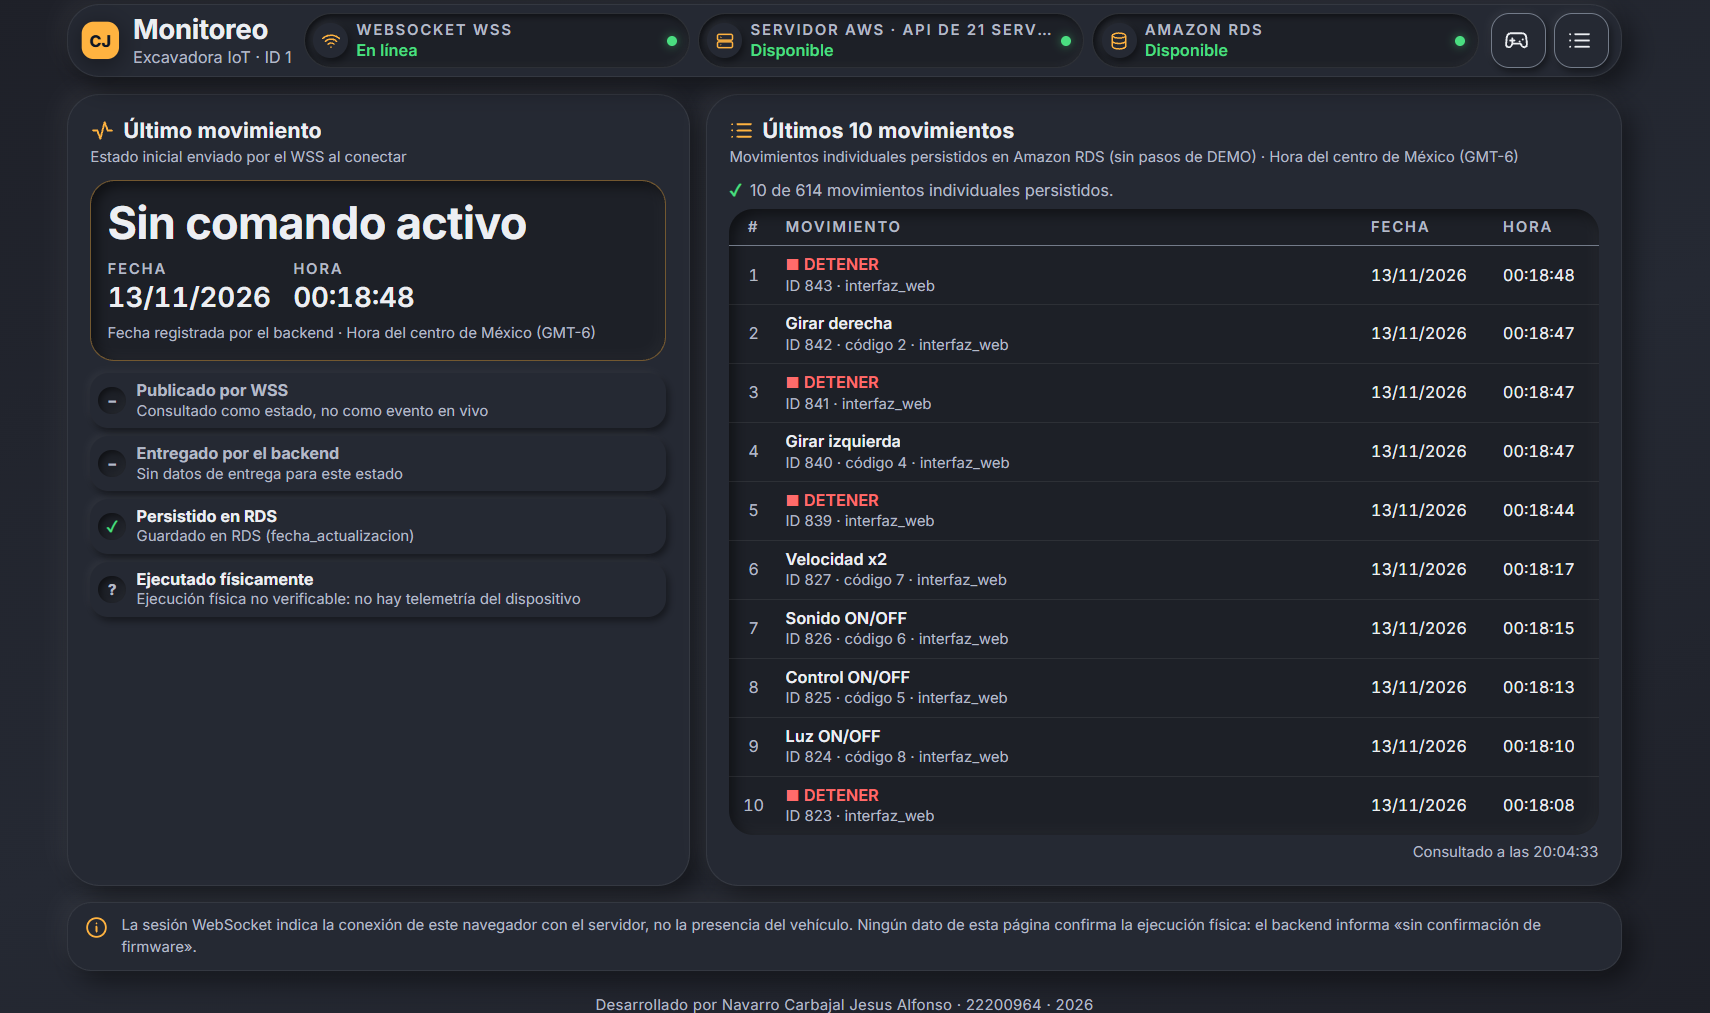 CJ
Monitoreo
Excavadora IoT · ID 1
WEBSOCKET WSS
En línea
SERVIDOR AWS · API DE 21 SERV...
Disponible
AMAZON RDS
Disponible
Último movimiento
Estado inicial enviado por el WSS al conectar
Sin comando activo
FECHA HORA
13/11/2026 00:18:48
Fecha registrada por el backend · Hora del centro de México (GMT-6)
Publicado por WSS
Consultado como estado, no como evento en vivo
Entregado por el backend
Sin datos de entrega para este estado
Persistido en RDS
Guardado en RDS (fecha_actualizacion)
Ejecutado físicamente
Ejecución física no verificable: no hay telemetría del dispositivo
Últimos 10 movimientos
Movimientos individuales persistidos en Amazon RDS (sin pasos de DEMO) · Hora del centro de México (GMT-6)
✓ 10 de 614 movimientos individuales persistidos.
# MOVIMIENTO FECHA HORA
1 ■ DETENER 13/11/2026 00:18:48
ID 843 · interfaz_web
2 Girar derecha 13/11/2026 00:18:47
ID 842 · código 2 · interfaz_web
3 ■ DETENER 13/11/2026 00:18:47
ID 841 · interfaz_web
4 Girar izquierda 13/11/2026 00:18:47
ID 840 · código 4 · interfaz_web
5 ■ DETENER 13/11/2026 00:18:44
ID 839 · interfaz_web
6 Velocidad x2 13/11/2026 00:18:17
ID 827 · código 7 · interfaz_web
7 Sonido ON/OFF 13/11/2026 00:18:15
ID 826 · código 6 · interfaz_web
8 Control ON/OFF 13/11/2026 00:18:13
ID 825 · código 5 · interfaz_web
9 Luz ON/OFF 13/11/2026 00:18:10
ID 824 · código 8 · interfaz_web
10 ■ DETENER 13/11/2026 00:18:08
ID 823 · interfaz_web
Consultado a las 20:04:33
La sesión WebSocket indica la conexión de este navegador con el servidor, no la presencia del vehículo. Ningún dato de esta página confirma la ejecución física: el backend informa «sin confirmación de
firmware».
Desarrollado por Navarro Carbajal Jesus Alfonso · 22200964 · 2026